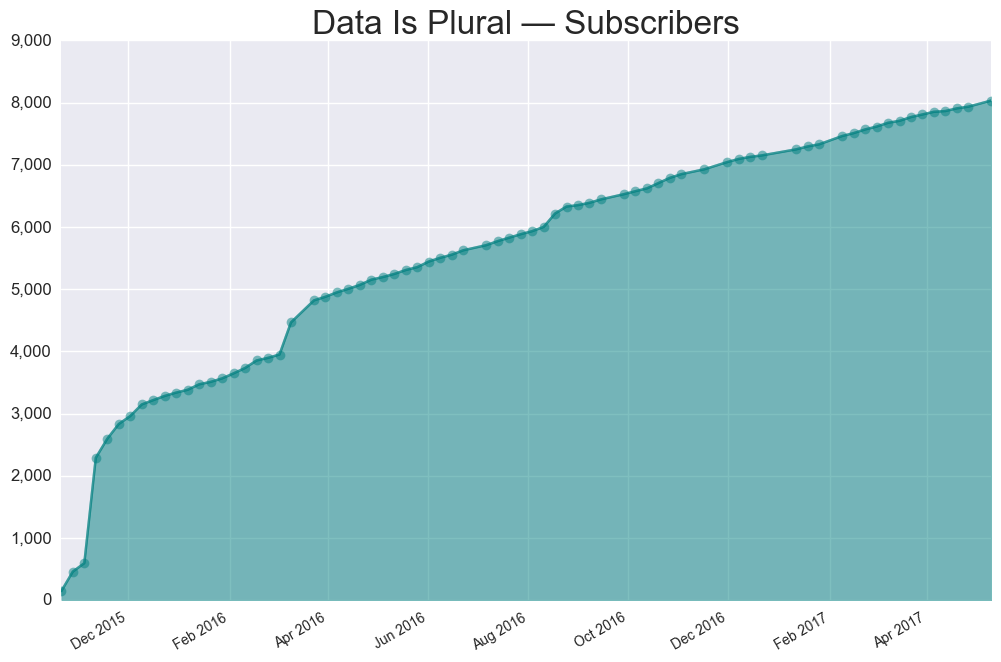 Data Is Plural — Subscribers
9,000
8,000
7,000
6,000
5,000
4,000
3,000
2,000
1,000
0
Dec 2015
Feb 2016
Apr 2016
Jun 2016
Aug 2016
Oct 2016
Dec 2016
Feb 2017
Apr 2017